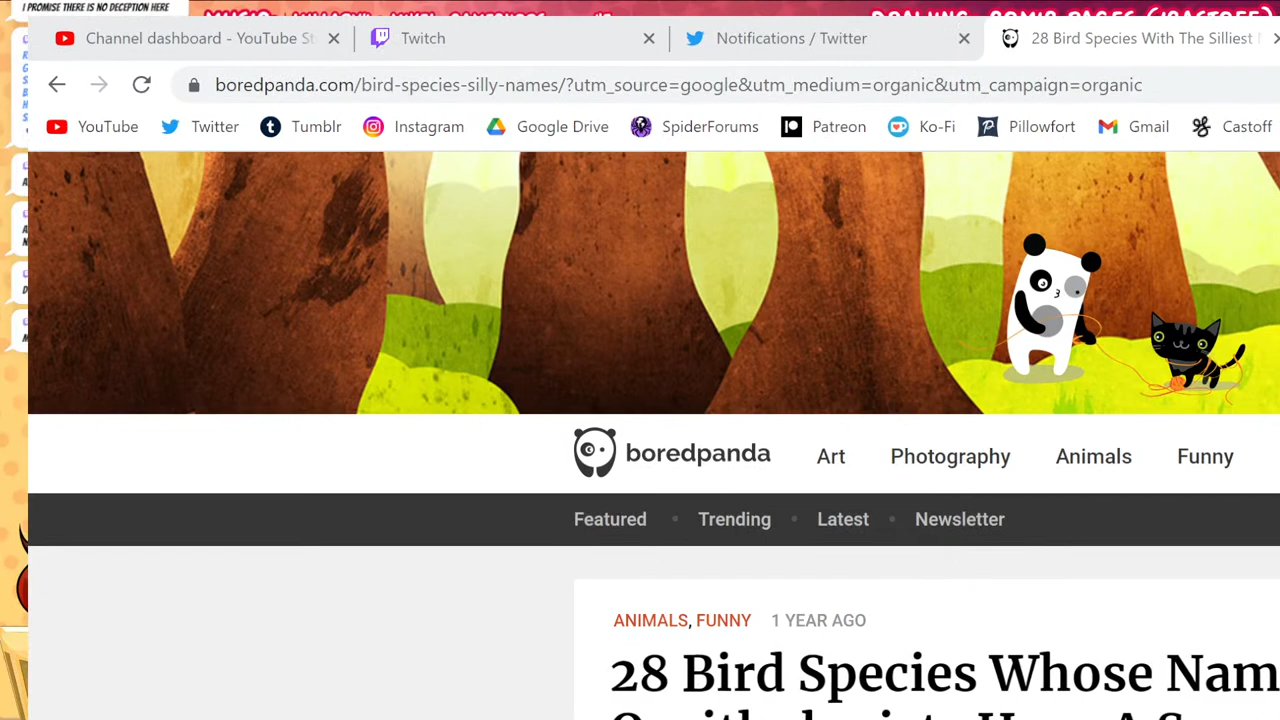 I PROMISE THERE IS NO DECEPTION HERE
Channel dashboard - YouTube St
Twitch
Notifications / Twitter
28 Bird Species With The Silliest
boredpanda.com/bird-species-silly-names/?utm_source=google&utm_medium=organic&utm_campaign=organic
YouTube Twitter Tumblr Instagram Google Drive SpiderForums Patreon Ko-Fi Pillowfort Gmail Castoff
boredpanda Art Photography Animals Funny
Featured • Trending • Latest • Newsletter
ANIMALS, FUNNY 1 YEAR AGO
28 Bird Species Whose Nam